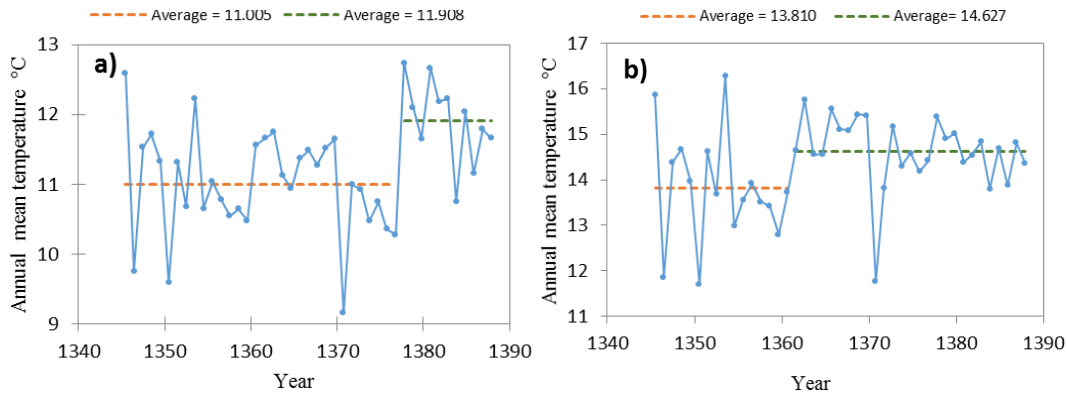 Average = 11.005 Average = 11.908
a)
Annual mean temperature °C
13
12
11
10
9
1340 1350 1360 1370 1380 1390
Year
Average = 13.810 Average= 14.627
b)
Annual mean temperature °C
17
16
15
14
13
12
11
1340 1350 1360 1370 1380 1390
Year